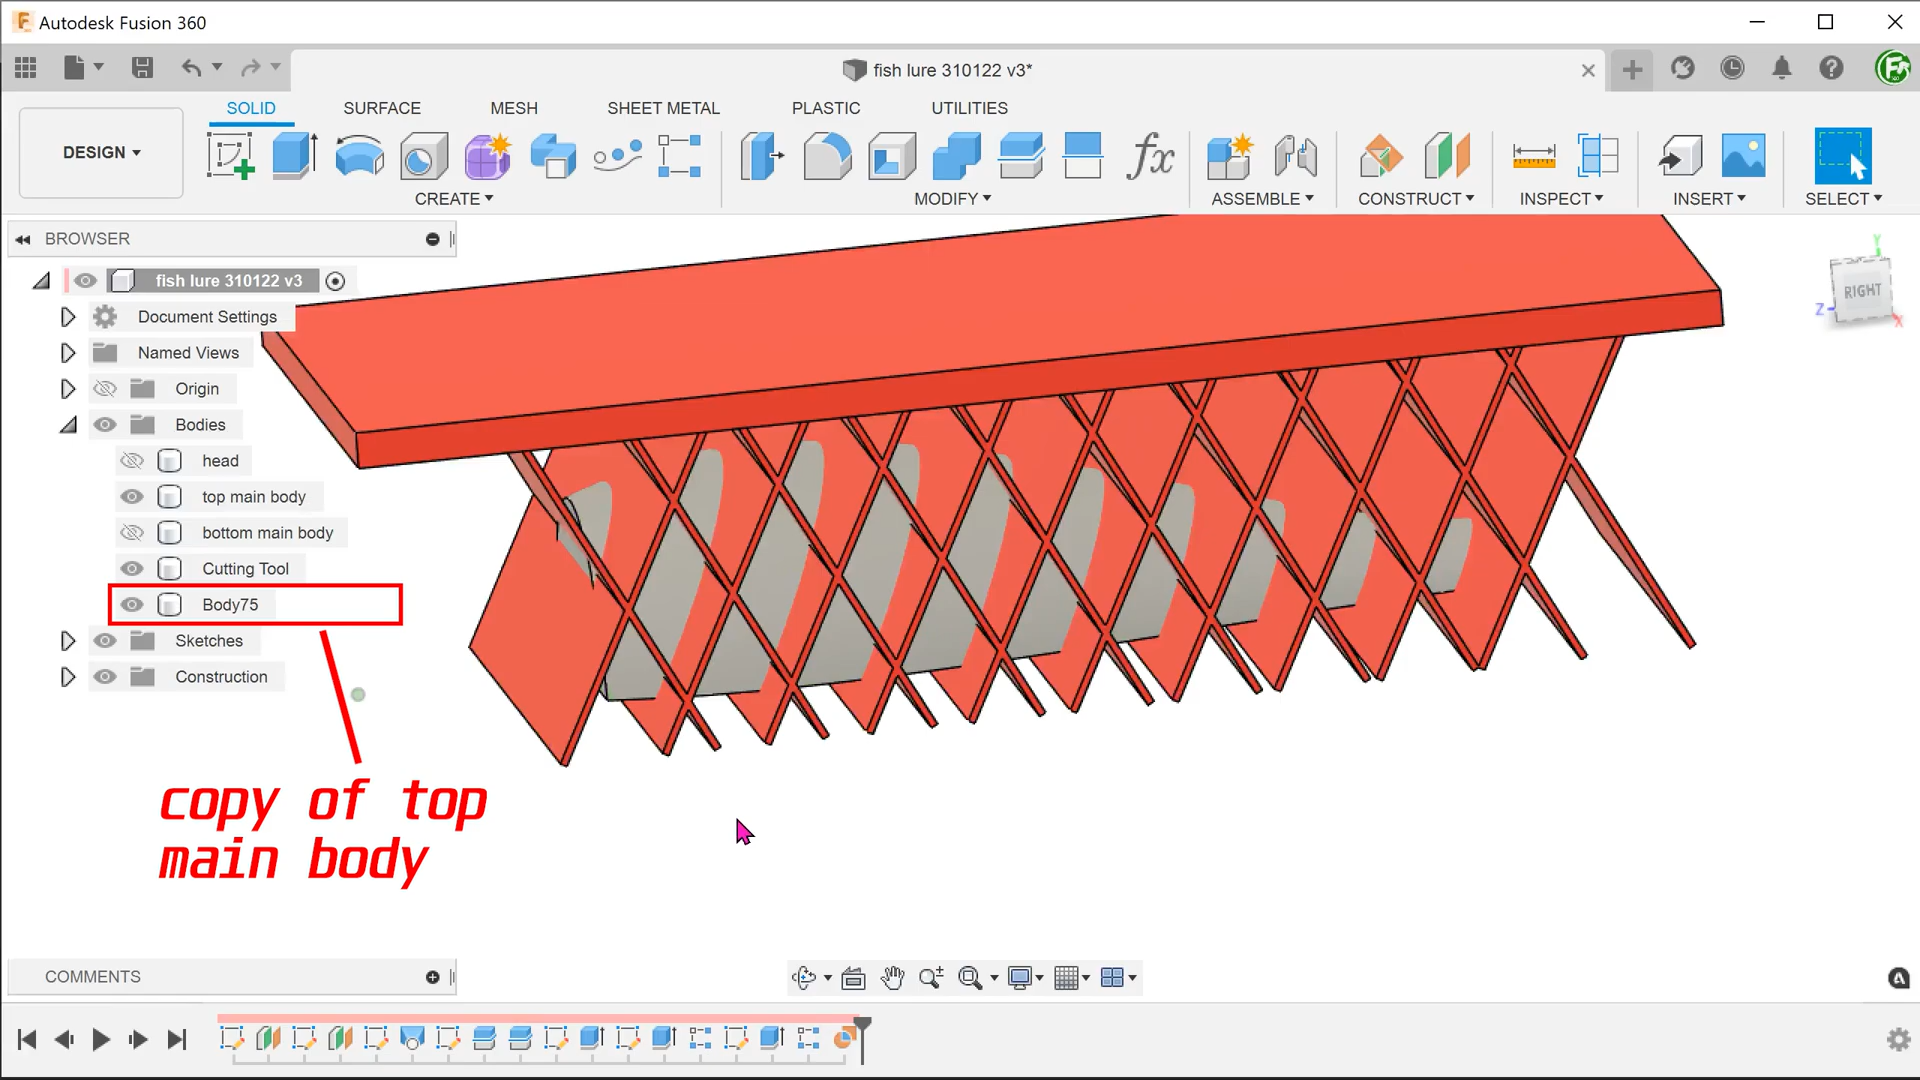 Autodesk Fusion 360
fish lure 310122 v3*
SOLID
SURFACE
MESH
SHEET METAL
PLASTIC
UTILITIES
DESIGN
fx
CREATE
MODIFY
ASSEMBLE
CONSTRUCT
INSPECT
INSERT
SELECT
BROWSER
fish lure 310122 v3
Document Settings
Named Views
Origin
Bodies
head
top main body
bottom main body
Cutting Tool
Body75
Sketches
Construction
Y
RIGHT
Z
X
copy of top
main body
COMMENTS